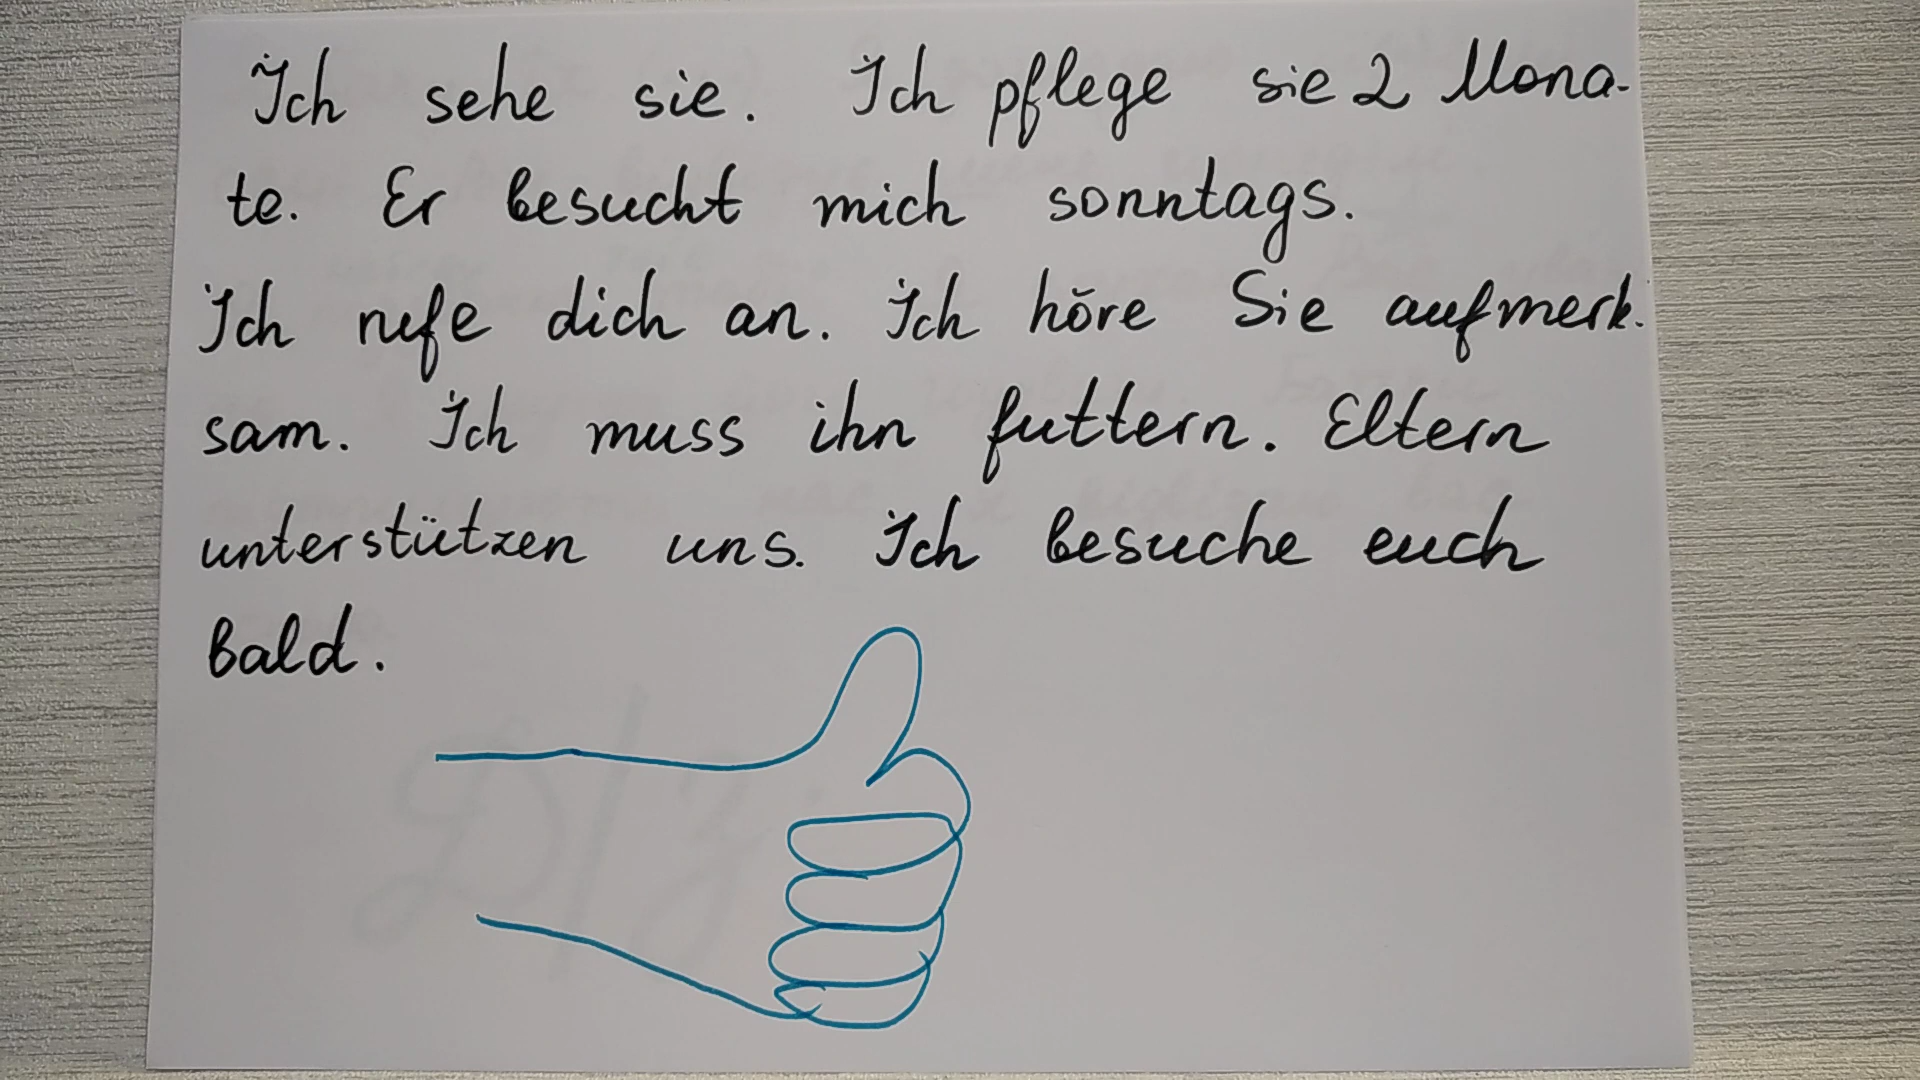 Ich sehe sie. Ich pflege sie 2 Mona-
te. Er besucht mich sonntags.
Ich rufe dich an. Ich höre Sie aufmerk-
sam. Ich muss ihn futtern. Eltern
unterstützen uns. Ich besuche euch
bald.